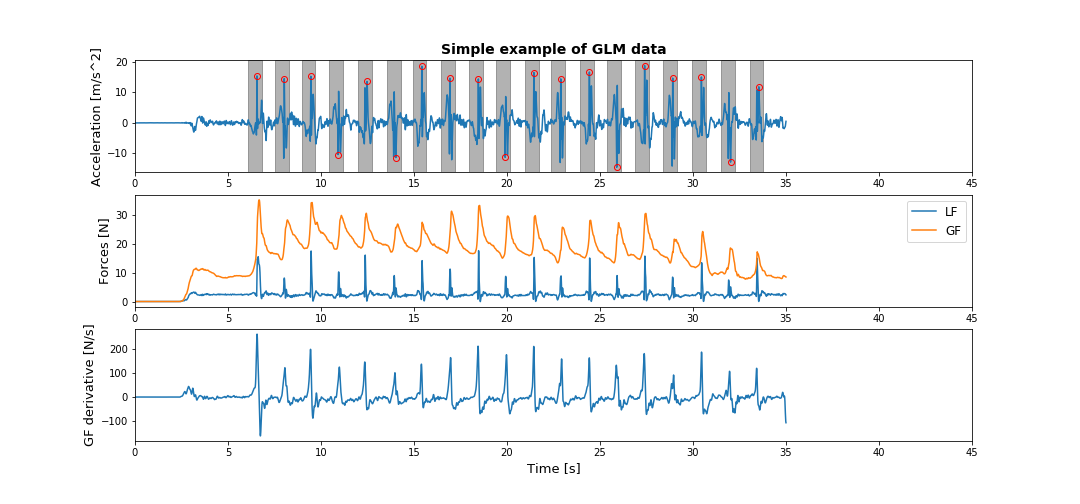 Simple example of GLM data
Acceleration [m/s^2]
20
10
0
−10
0 5 10 15 20 25 30 35 40 45
Forces [N]
30
20
10
0
LF
GF
0 5 10 15 20 25 30 35 40 45
GF derivative [N/s]
200
100
0
−100
0 5 10 15 20 25 30 35 40 45
Time [s]